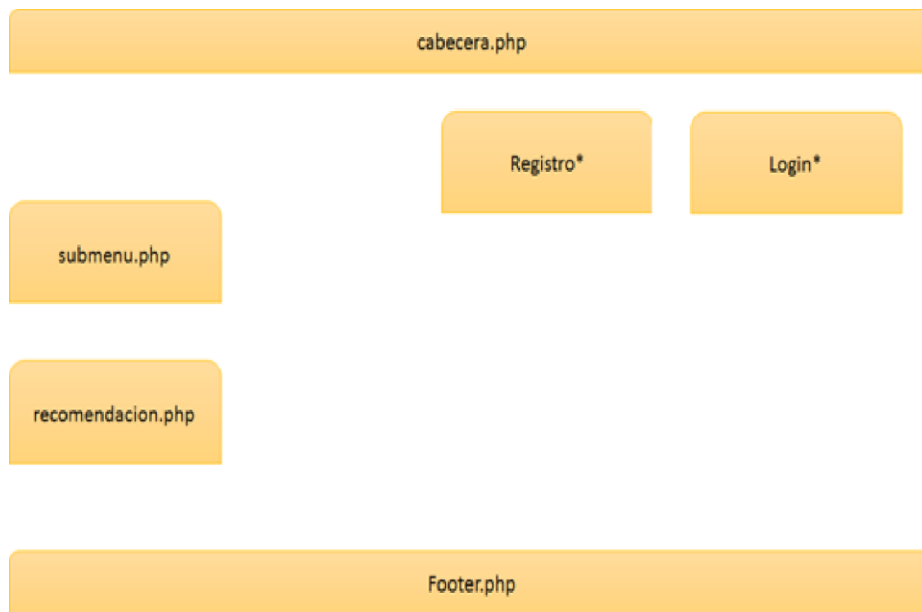 cabecera.php
Registro*
Login*
submenu.php
recomendacion.php
Footer.php